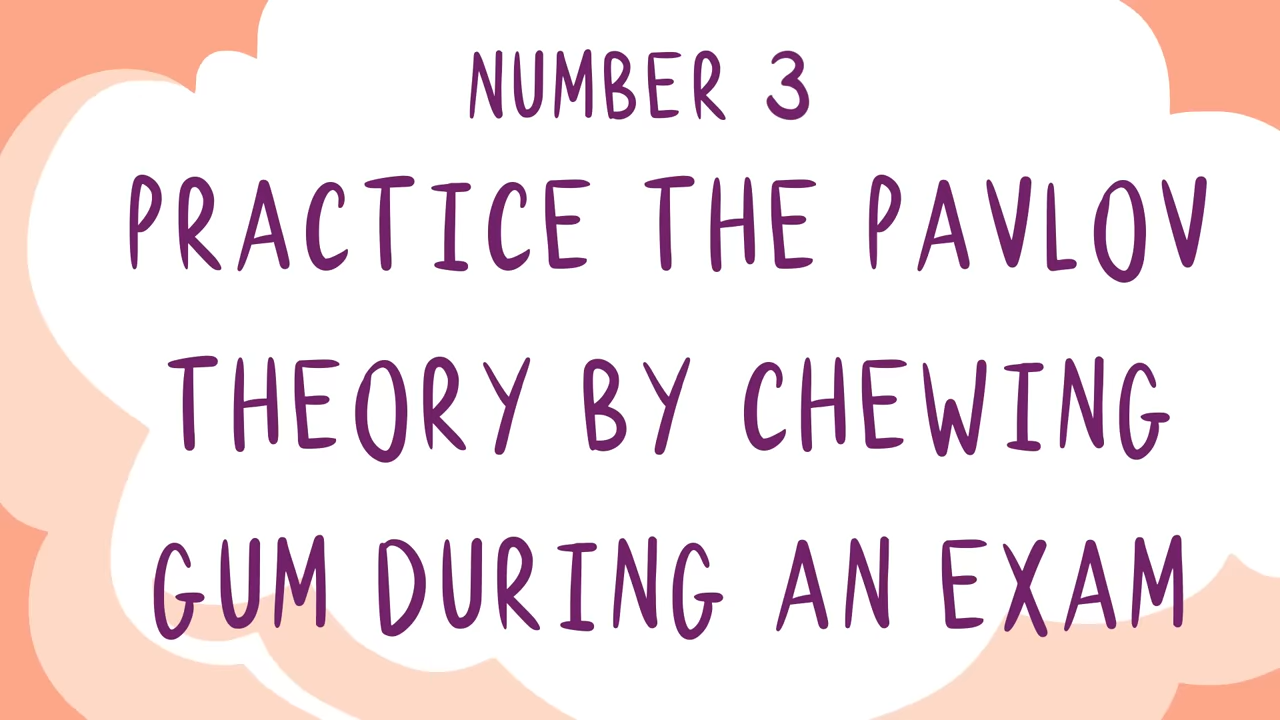 NUMBER 3
PRACTICE THE PAVLOV
THEORY BY CHEWING
GUM DURING AN EXAM